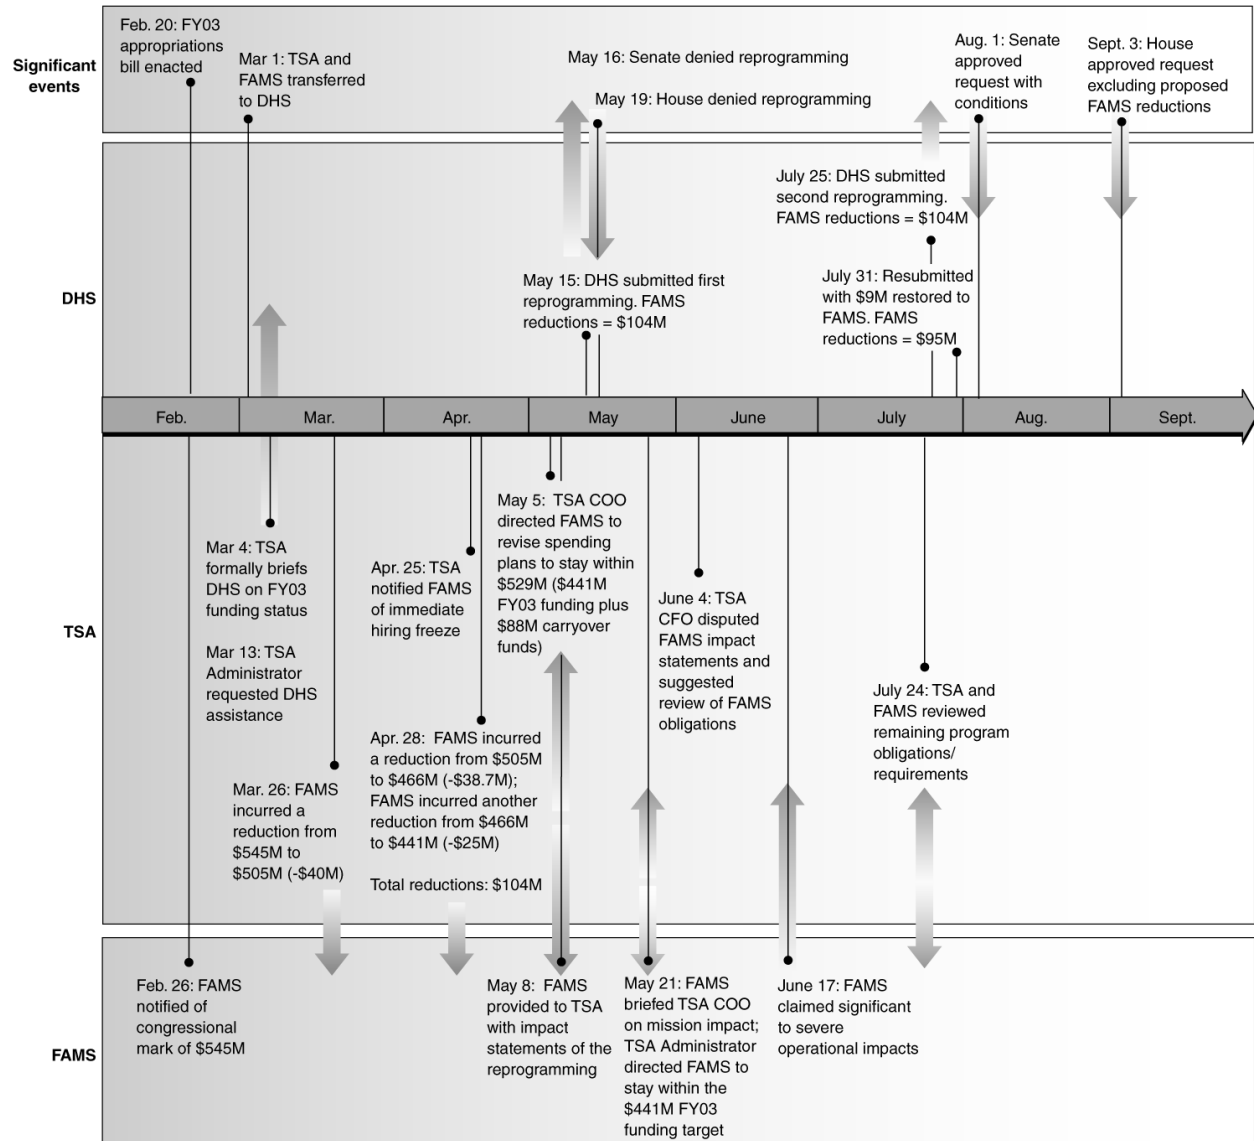 Significant
events
Feb. 20: FY03
appropriations
bill enacted
Mar 1: TSA and
FAMS transferred
to DHS
May 16: Senate denied reprogramming
May 19: House denied reprogramming
Aug. 1: Senate
approved
request with
conditions
Sept. 3: House
approved request
excluding proposed
FAMS reductions
DHS
May 15: DHS submitted first
reprogramming. FAMS
reductions = $104M
July 25: DHS submitted
second reprogramming.
FAMS reductions = $104M
July 31: Resubmitted
with $9M restored to
FAMS. FAMS
reductions = $95M
Feb.
Mar.
Apr.
May
June
July
Aug.
Sept.
TSA
Mar 4: TSA
formally briefs
DHS on FY03
funding status
Mar 13: TSA
Administrator
requested DHS
assistance
Mar. 26: FAMS
incurred a
reduction from
$545M to
$505M (-$40M)
Apr. 25: TSA
notified FAMS
of immediate
hiring freeze
Apr. 28: FAMS incurred
a reduction from $505M
to $466M (-$38.7M);
FAMS incurred another
reduction from $466M
to $441M (-$25M)
Total reductions: $104M
May 5: TSA COO
directed FAMS to
revise spending
plans to stay within
$529M ($441M
FY03 funding plus
$88M carryover
funds)
June 4: TSA
CFO disputed
FAMS impact
statements and
suggested
review of FAMS
obligations
July 24: TSA and
FAMS reviewed
remaining program
obligations/
requirements
FAMS
Feb. 26: FAMS
notified of
congressional
mark of $545M
May 8: FAMS
provided to TSA
with impact
statements of the
reprogramming
May 21: FAMS
briefed TSA COO
on mission impact;
TSA Administrator
directed FAMS to
stay within the
$441M FY03
funding target
June 17: FAMS
claimed significant
to severe
operational impacts